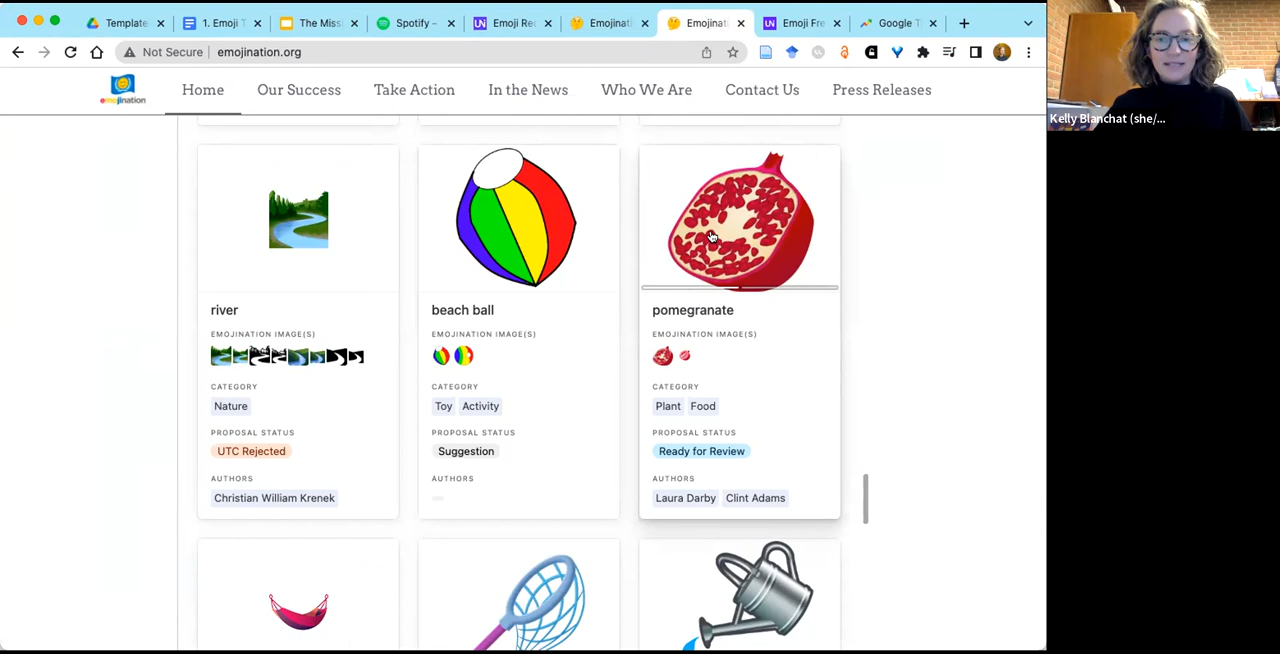 Template
1. Emoji T
The Miss
Spotify –
Emoji Re
Emojinati
Emojinati
Emoji Fre
Google T
Not Secure
emojination.org
emojination
Home
Our Success
Take Action
In the News
Who We Are
Contact Us
Press Releases
Kelly Blanchat (she/...
river
beach ball
pomegranate
EMOJINATION IMAGE(S)
EMOJINATION IMAGE(S)
EMOJINATION IMAGE(S)
CATEGORY
CATEGORY
CATEGORY
Nature
Toy Activity
Plant Food
PROPOSAL STATUS
PROPOSAL STATUS
PROPOSAL STATUS
UTC Rejected
Suggestion
Ready for Review
AUTHORS
AUTHORS
AUTHORS
Christian William Krenek
Laura Darby Clint Adams